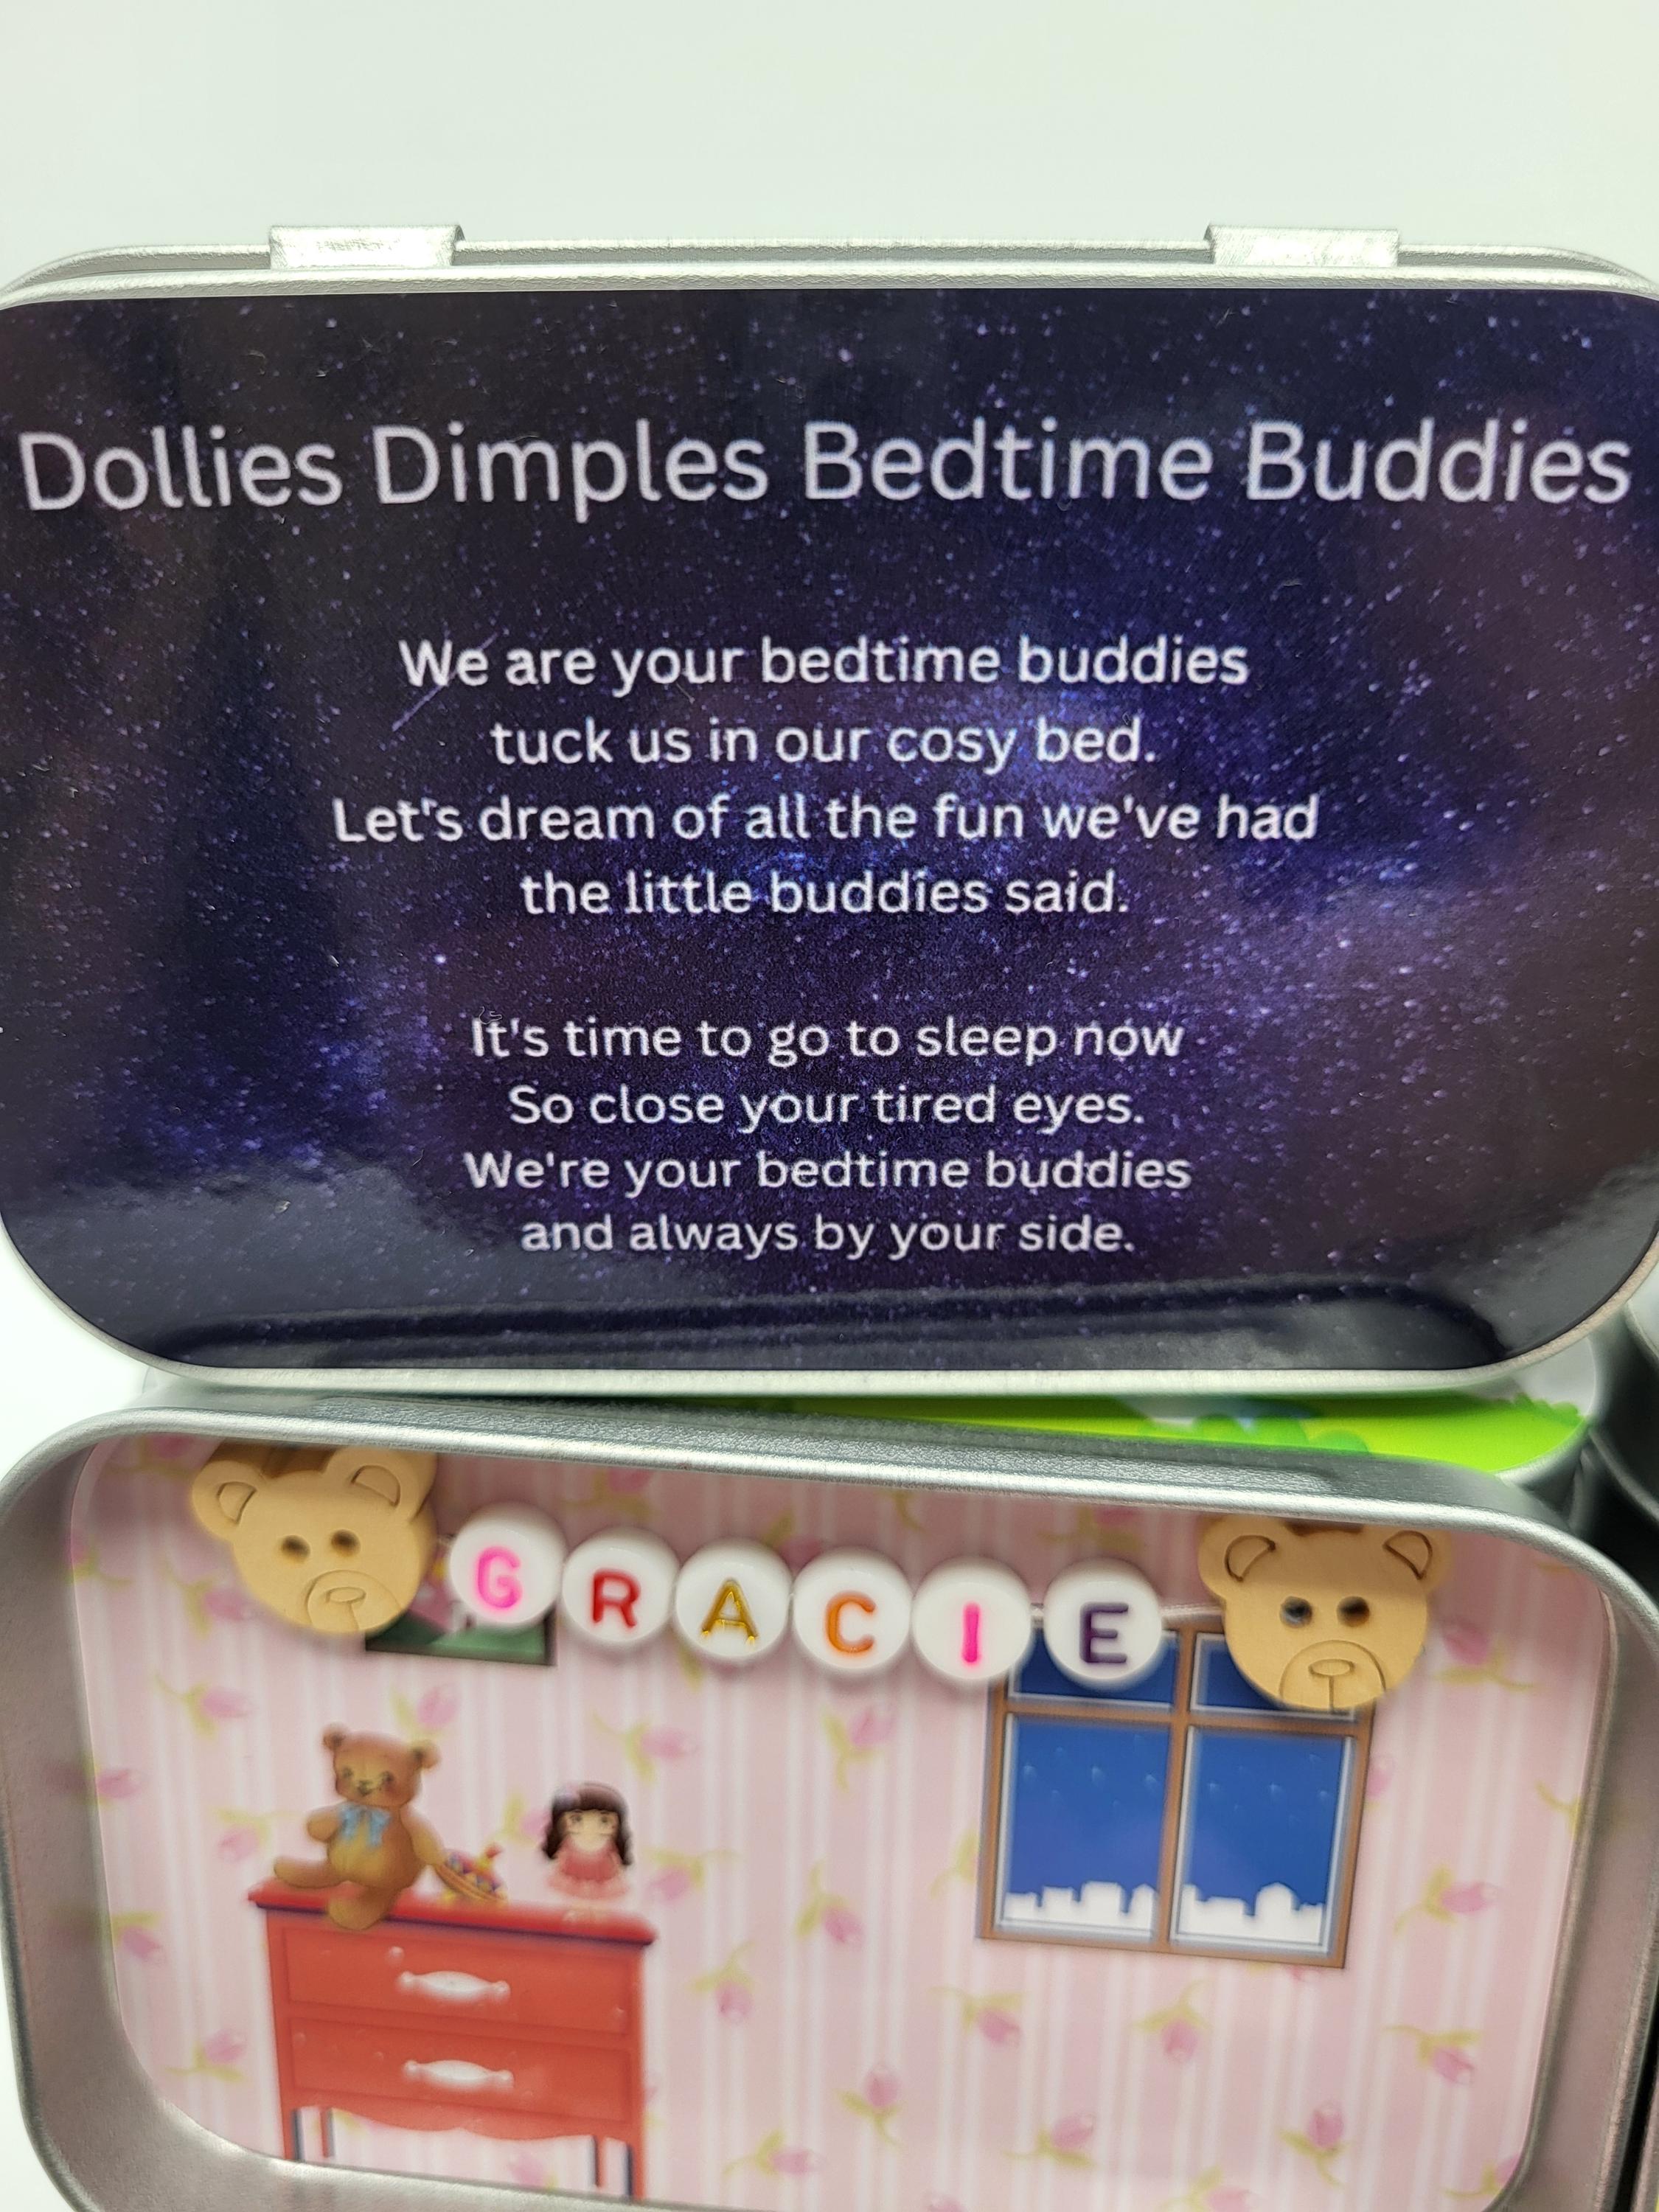 Dollies Dimples Bedtime Buddies
We are your bedtime buddies
tuck us in our cosy bed.
Let's dream of all the fun we've had
the little buddies said.
It's time to go to sleep now
So close your tired eyes.
We're your bedtime buddies
and always by your side.
GRACIE